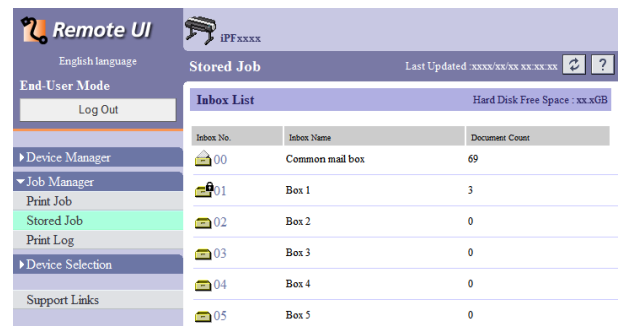 Remote UI
English language
End-User Mode
Log Out
Device Manager
Job Manager
Print Job
Stored Job
Print Log
Device Selection
Support Links
iPFxxxx
Stored Job
Last Updated :xxxx/xx/xx xx:xx:xx ?
Inbox List Hard Disk Free Space : xx.xGB
Inbox No. Inbox Name Document Count
00 Common mail box 69
01 Box 1 3
02 Box 2 0
03 Box 3 0
04 Box 4 0
05 Box 5 0